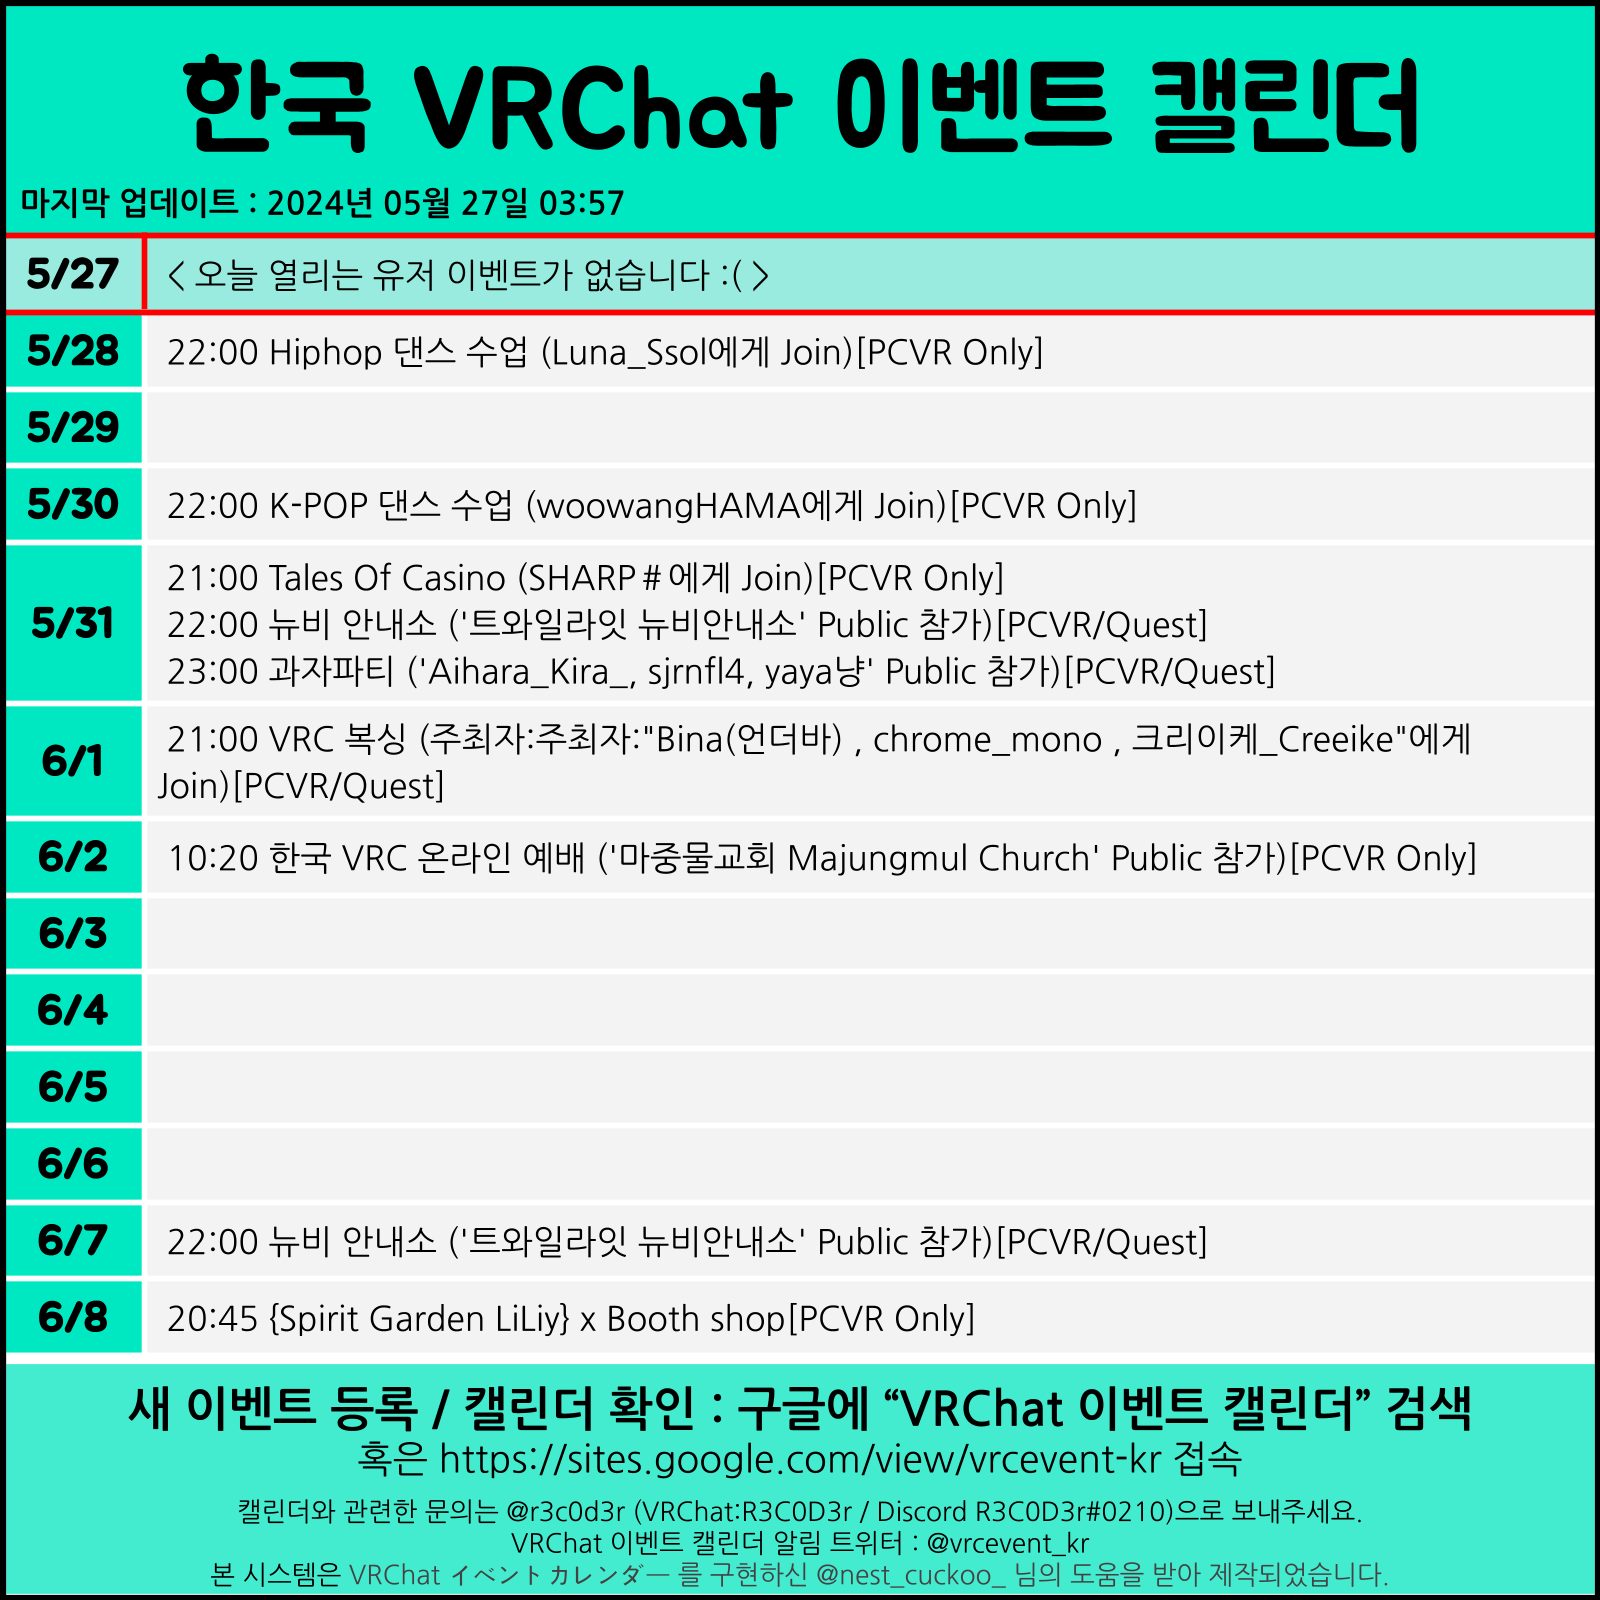 한국 VRChat 이벤트 캘린더
마지막 업데이트 : 2024년 05월 27일 03:57
5/27 < 오늘 열리는 유저 이벤트가 없습니다 :( >
5/28 22:00 Hiphop 댄스 수업 (Luna_Ssol에게 Join)[PCVR Only]
5/29
5/30 22:00 K-POP 댄스 수업 (woowangHAMA에게 Join)[PCVR Only]
5/31
21:00 Tales Of Casino (SHARP＃에게 Join)[PCVR Only]
22:00 뉴비 안내소 ('트와일라잇 뉴비안내소' Public 참가)[PCVR/Quest]
23:00 과자파티 ('Aihara_Kira_, sjrnfl4, yaya냥' Public 참가)[PCVR/Quest]
6/1
21:00 VRC 복싱 (주최자:주최자:"Bina(언더바) , chrome_mono , 크리이케_Creeike"에게
Join)[PCVR/Quest]
6/2 10:20 한국 VRC 온라인 예배 ('마중물교회 Majungmul Church' Public 참가)[PCVR Only]
6/3
6/4
6/5
6/6
6/7 22:00 뉴비 안내소 ('트와일라잇 뉴비안내소' Public 참가)[PCVR/Quest]
6/8 20:45 {Spirit Garden LiLiy} x Booth shop[PCVR Only]
새 이벤트 등록 / 캘린더 확인 : 구글에 “VRChat 이벤트 캘린더” 검색
혹은 https://sites.google.com/view/vrcevent-kr 접속
캘린더와 관련한 문의는 @r3c0d3r (VRChat:R3C0D3r / Discord R3C0D3r#0210)으로 보내주세요.
VRChat 이벤트 캘린더 알림 트위터 : @vrcevent_kr
본 시스템은 VRChat イベントカレンダー 를 구현하신 @nest_cuckoo_ 님의 도움을 받아 제작되었습니다.